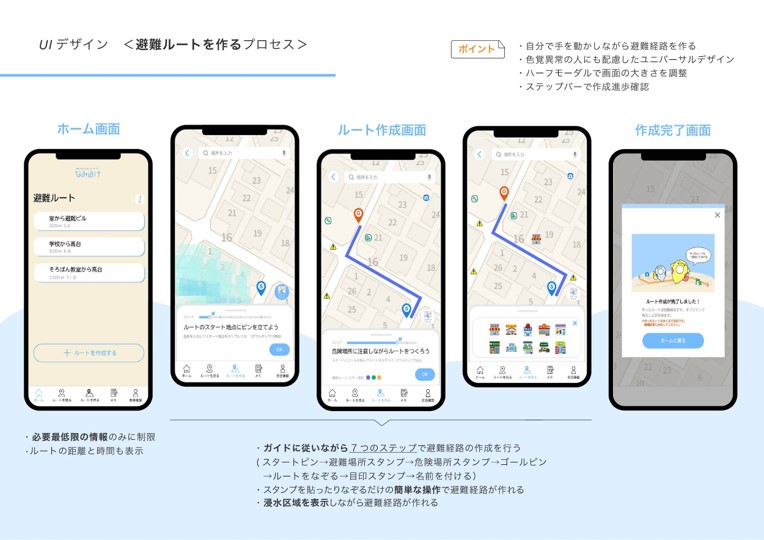 UIデザイン　＜避難ルートを作るプロセス＞
ポイント
・自分で手を動かしながら避難経路を作る
・色覚異常の人にも配慮したユニバーサルデザイン
・ハーフモーダルで画面の大きさを調整
・ステップバーで作成進歩確認
ホーム画面
避難ルート
家から避難ビル
学校から高台
そろばん教室から高台
＋ ルートを作成する
・必要最低限の情報のみに制限
・ルートの距離と時間も表示
場所を入力
15
23
22
21
24
16
19
18
ルートのスタート地点にピンを立てよう
OK
ルート作成画面
場所を入力
15
23
24
22
21
16
19
18
26
2
4
危険場所に注意しながらルートをつくろう
OK
場所を入力
15
23
24
22
21
16
26
2
4
作成完了画面
ルート作成が完了しました！
ホームに戻る
・ガイドに従いながら７つのステップで避難経路の作成を行う
(スタートピン→避難場所スタンプ→危険場所スタンプ→ゴールピン
→ルートをなぞる→目印スタンプ→名前を付ける）
・スタンプを貼ったりなぞるだけの簡単な操作で避難経路が作れる
・浸水区域を表示しながら避難経路が作れる